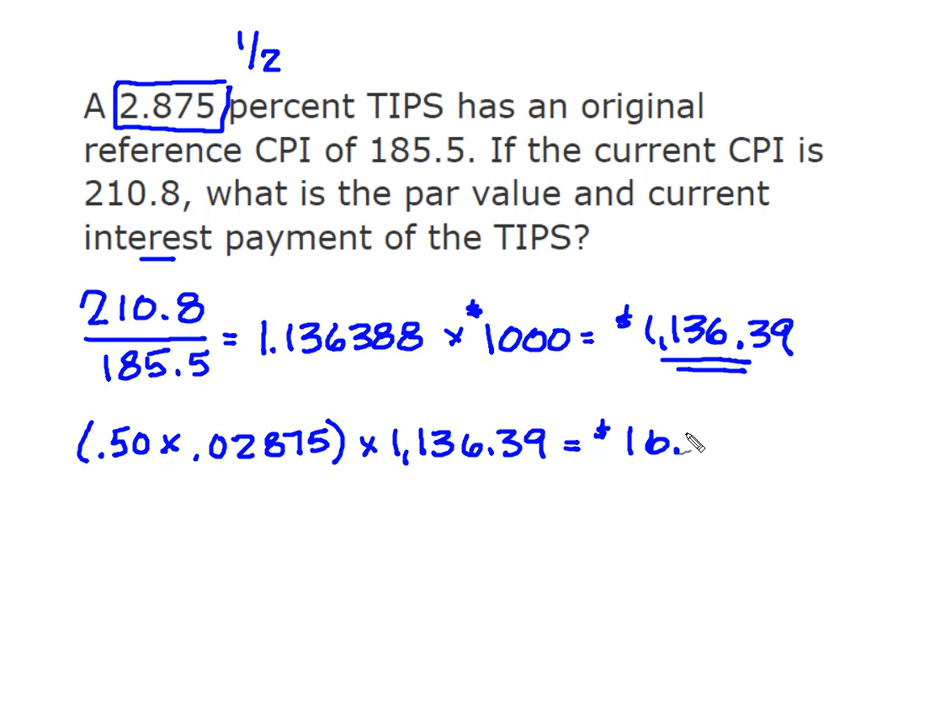 1/2
A 2.875 percent TIPS has an original
reference CPI of 185.5. If the current CPI is
210.8, what is the par value and current
interest payment of the TIPS?
210.8/185.5 = 1.136388 × $1000 = $1,136.39
(.50 × .02875) × 1,136.39 = $16.